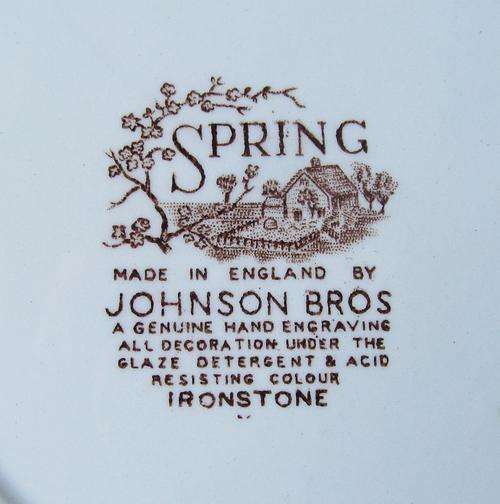 SPRING
MADE IN ENGLAND BY
JOHNSON BROS
A GENUINE HAND ENGRAVING
ALL DECORATION UNDER THE
GLAZE DETERGENT & ACID
RESISTING COLOUR
IRONSTONE